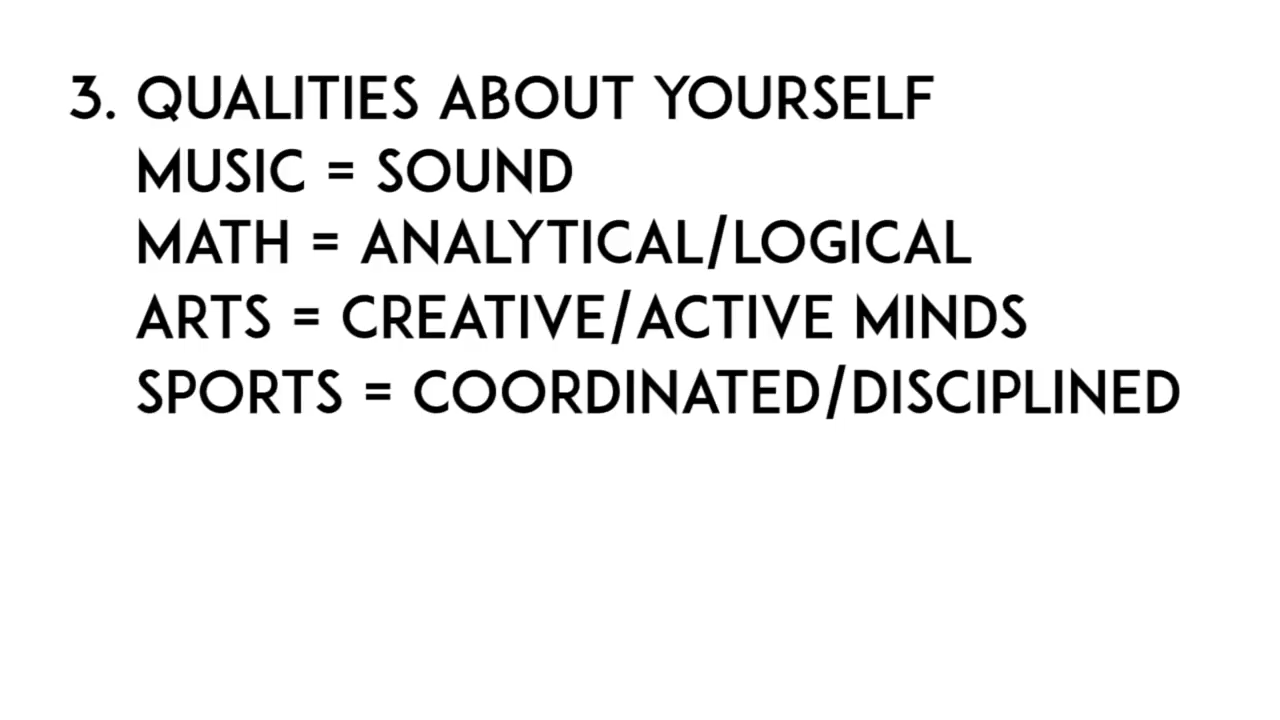 3. QUALITIES ABOUT YOURSELF
MUSIC = SOUND
MATH = ANALYTICAL/LOGICAL
ARTS = CREATIVE/ACTIVE MINDS
SPORTS = COORDINATED/DISCIPLINED